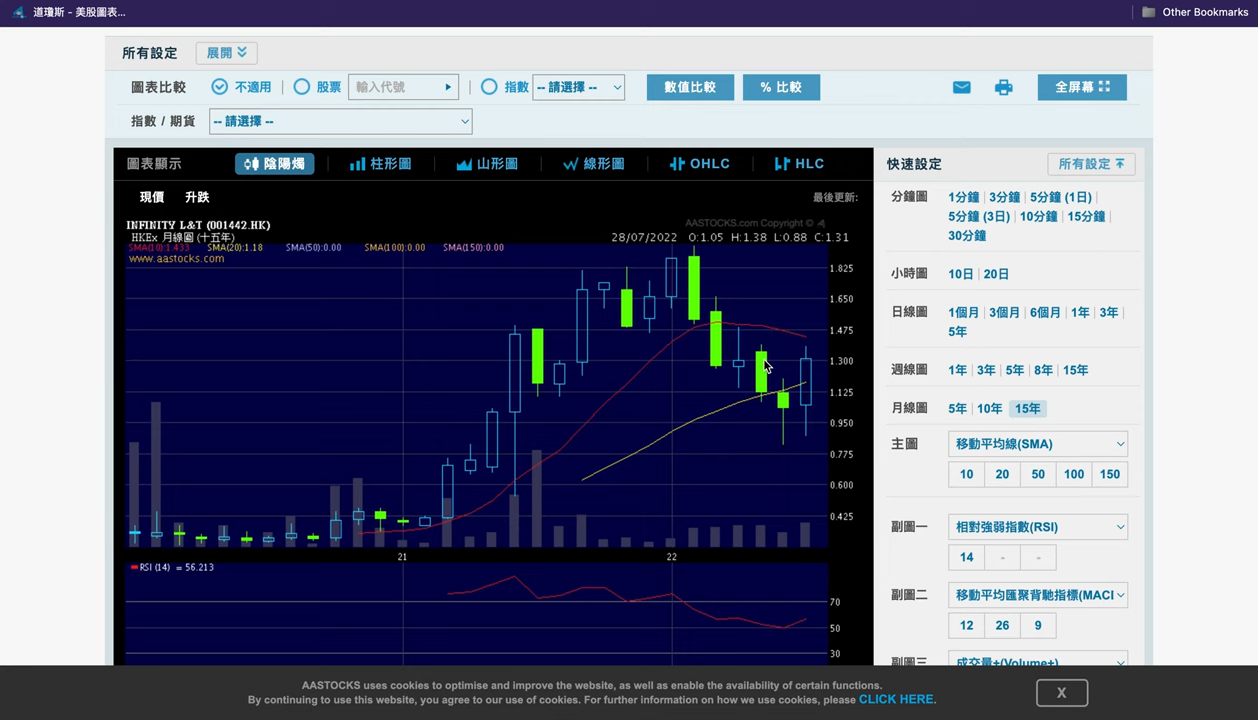 道瓊斯 - 美股圖表...
Other Bookmarks
所有設定 展開
圖表比較 不適用 | 股票 輸入代號 | 指數 -- 請選擇 -- 數值比較 % 比較 全屏幕
指數 / 期貨 -- 請選擇 --
圖表顯示 陰陽燭 柱形圖 山形圖 線形圖 OHLC HLC
現價 升跌 最後更新:
AASTOCKS.com Copyright ©
INFINITY L&T (001442.HK)
HKEx 月線圖 (十五年) 28/07/2022 O:1.05 H:1.38 L:0.88 C:1.31
SMA(10):1.433 SMA(20):1.18 SMA(50):0.00 SMA(100):0.00 SMA(150):0.00
www.aastocks.com
1.825
1.650
1.475
1.300
1.125
0.950
0.775
0.600
0.425
21 22
RSI (14) = 56.213
70
50
30
快速設定 所有設定
分鐘圖 1分鐘 | 3分鐘 | 5分鐘 (1日) |
5分鐘 (3日) | 10分鐘 | 15分鐘 |
30分鐘
小時圖 10日 | 20日
日線圖 1個月 | 3個月 | 6個月 | 1年 | 3年 |
5年
週線圖 1年 | 3年 | 5年 | 8年 | 15年
月線圖 5年 | 10年 | 15年
主圖 移動平均線(SMA)
10 20 50 100 150
副圖一 相對強弱指數(RSI)
14 - -
副圖二 移動平均匯聚背馳指標(MACI
12 26 9
副圖三 成交量+(Volume+)
AASTOCKS uses cookies to optimise and improve the website, as well as enable the availability of certain functions.
By continuing to use this website, you agree to our use of cookies. For further information on how we use cookies, please CLICK HERE.
X